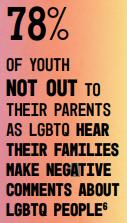 78%
OF YOUTH
NOT OUT TO
THEIR PARENTS
AS LGBTQ HEAR
THEIR FAMILIES
MAKE NEGATIVE
COMMENTS ABOUT
LGBTQ PEOPLE⁶